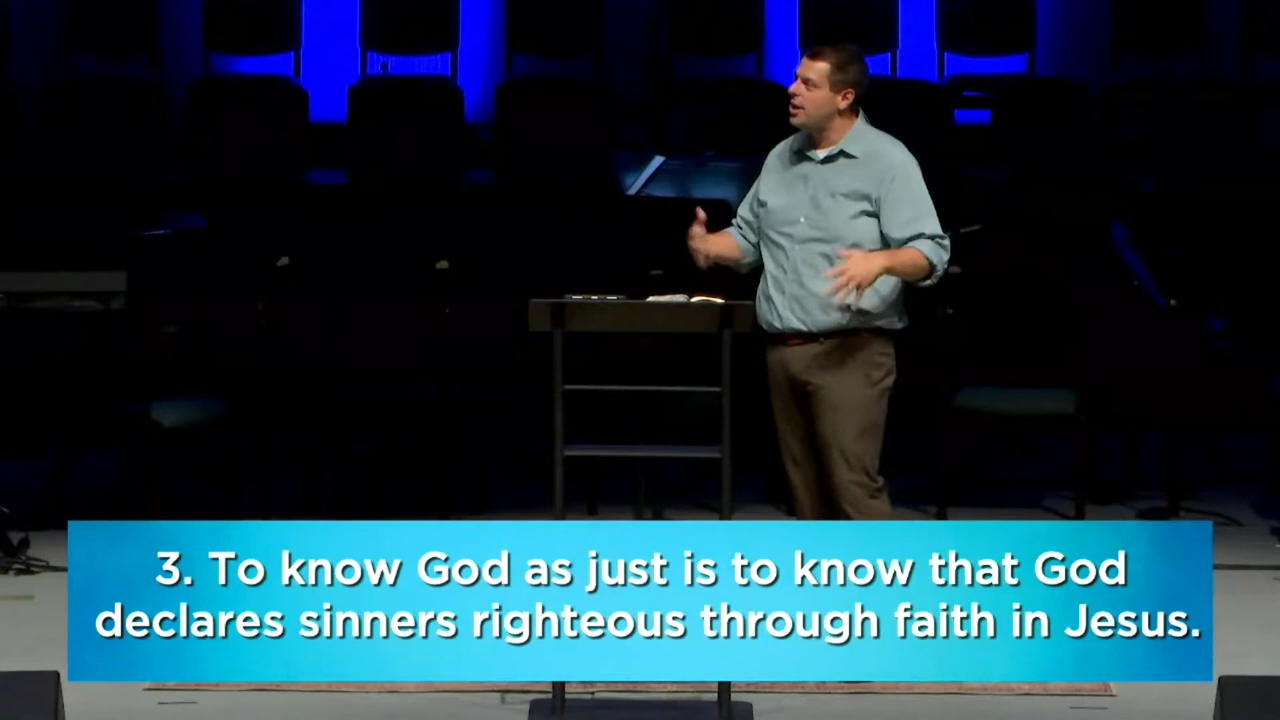 3. To know God as just is to know that God
declares sinners righteous through faith in Jesus.